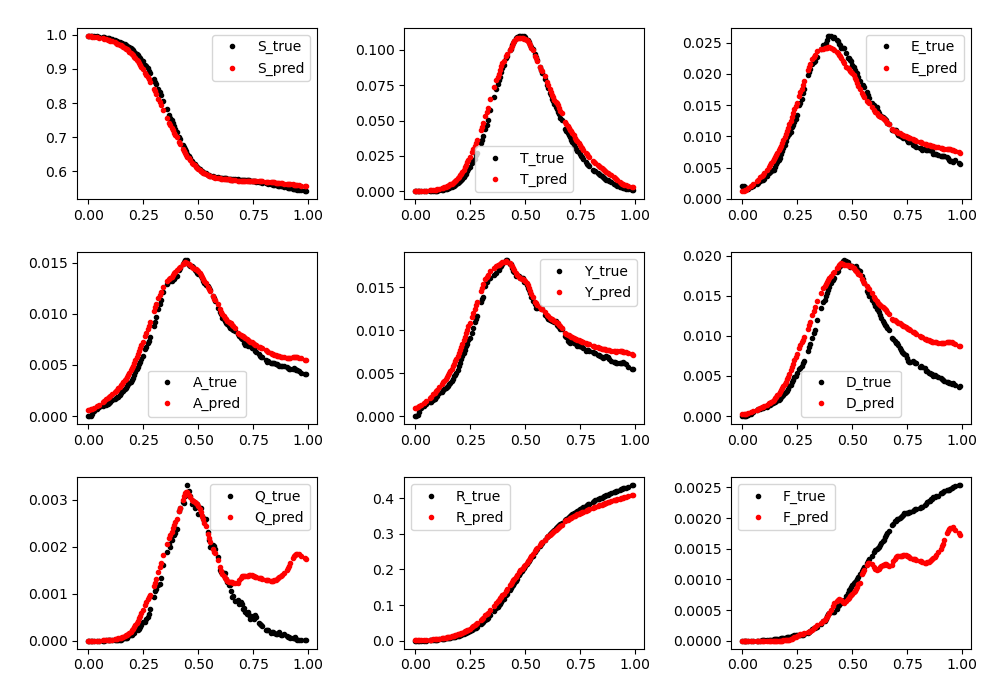 1.0
0.9
0.8
0.7
0.6
0.00 0.25 0.50 0.75 1.00
S_true
S_pred
0.100
0.075
0.050
0.025
0.000
0.00 0.25 0.50 0.75 1.00
T_true
T_pred
0.025
0.020
0.015
0.010
0.005
0.000
0.00 0.25 0.50 0.75 1.00
E_true
E_pred
0.015
0.010
0.005
0.000
0.00 0.25 0.50 0.75 1.00
A_true
A_pred
0.015
0.010
0.005
0.000
0.00 0.25 0.50 0.75 1.00
Y_true
Y_pred
0.020
0.015
0.010
0.005
0.000
0.00 0.25 0.50 0.75 1.00
D_true
D_pred
0.003
0.002
0.001
0.000
0.00 0.25 0.50 0.75 1.00
Q_true
Q_pred
0.4
0.3
0.2
0.1
0.0
0.00 0.25 0.50 0.75 1.00
R_true
R_pred
0.0025
0.0020
0.0015
0.0010
0.0005
0.0000
0.00 0.25 0.50 0.75 1.00
F_true
F_pred